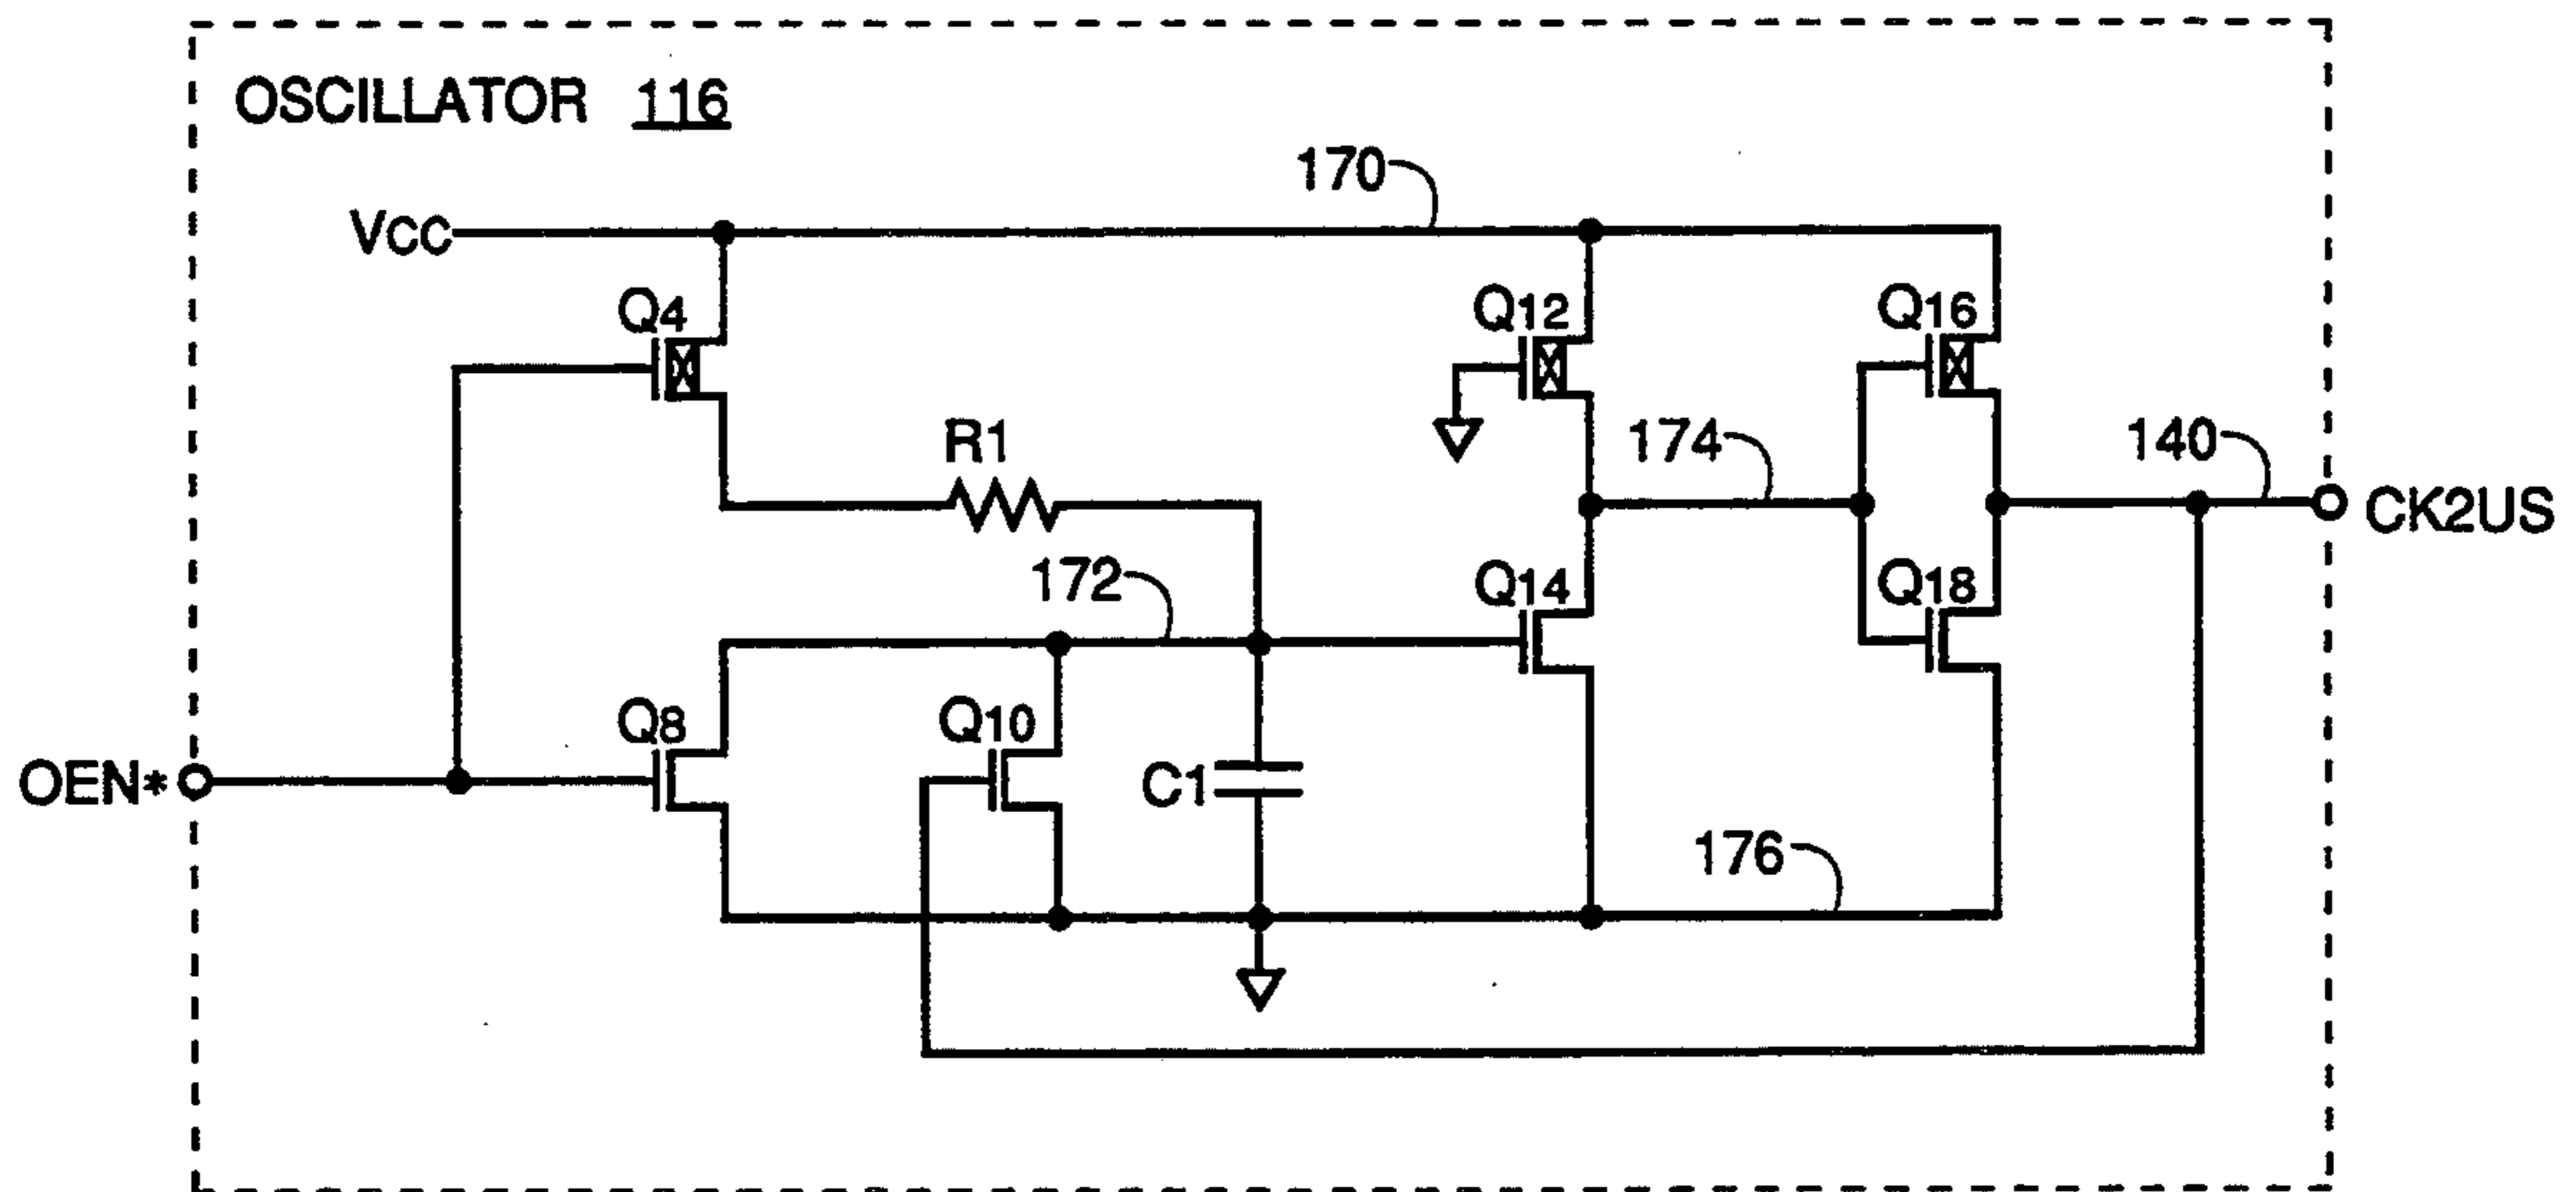 OSCILLATOR 116
170
VCC
Q4
Q12
Q16
R1
174
140
CK2US
172
Q14
Q18
Q8
Q10
OEN*
C1
176